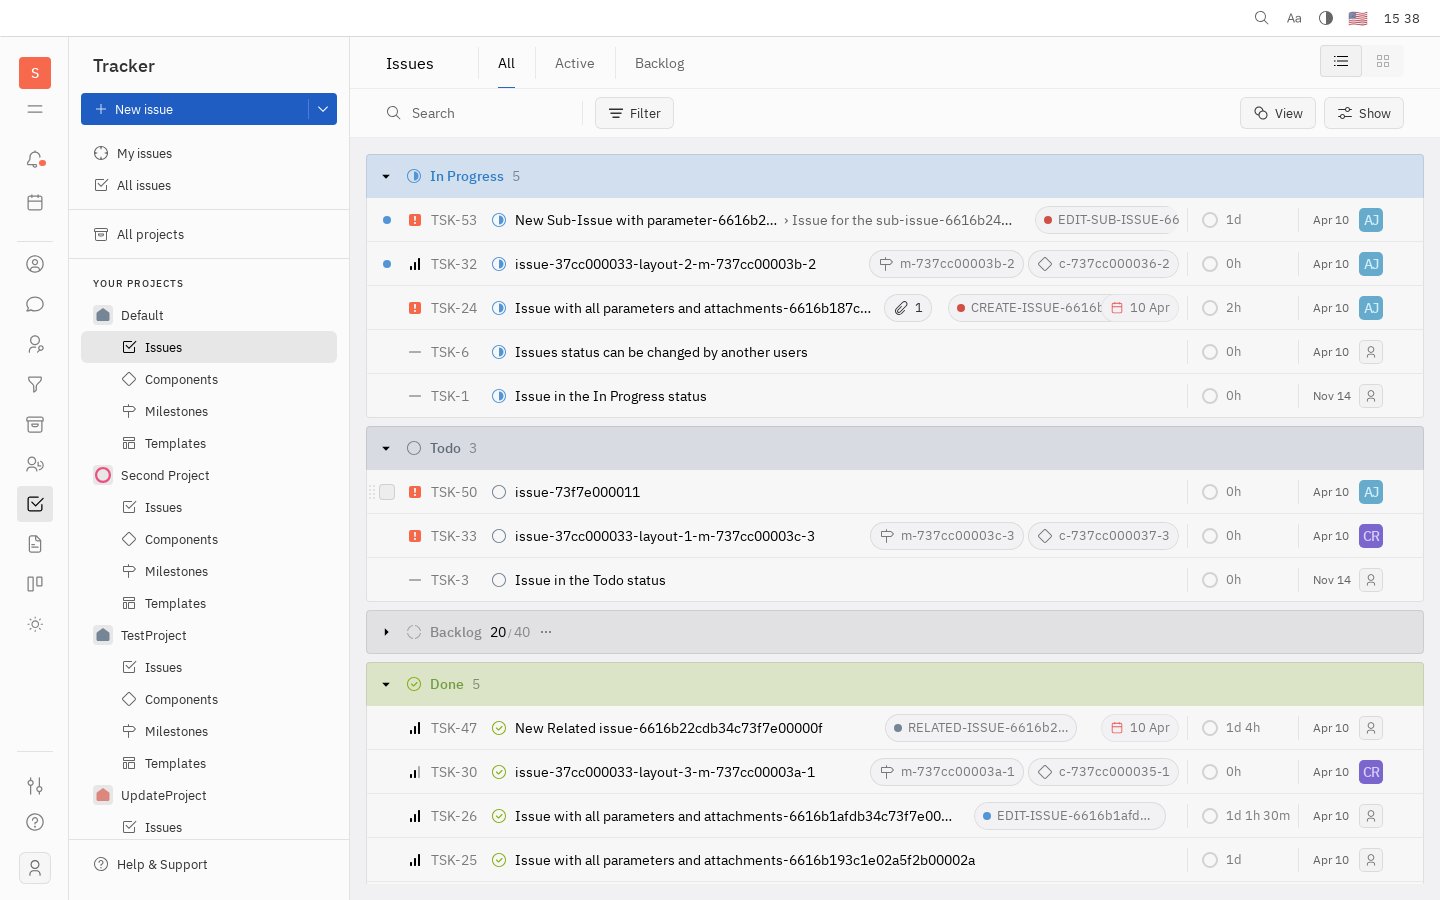 Aa
15 38
S
Tracker
New issue
My issues
All issues
All projects
YOUR PROJECTS
Default
Issues
Components
Milestones
Templates
Second Project
Issues
Components
Milestones
Templates
TestProject
Issues
Components
Milestones
Templates
UpdateProject
Issues
Help & Support
Issues
All
Active
Backlog
Search
Filter
View
Show
In Progress 5
TSK-53 New Sub-Issue with parameter-6616b2... › Issue for the sub-issue-6616b24... EDIT-SUB-ISSUE-66 1d Apr 10 AJ
TSK-32 issue-37cc000033-layout-2-m-737cc00003b-2 m-737cc00003b-2 c-737cc000036-2 0h Apr 10 AJ
TSK-24 Issue with all parameters and attachments-6616b187c... 1 CREATE-ISSUE-6616b 10 Apr 2h Apr 10 AJ
TSK-6 Issues status can be changed by another users 0h Apr 10
TSK-1 Issue in the In Progress status 0h Nov 14
Todo 3
TSK-50 issue-73f7e000011 0h Apr 10 AJ
TSK-33 issue-37cc000033-layout-1-m-737cc00003c-3 m-737cc00003c-3 c-737cc000037-3 0h Apr 10 CR
TSK-3 Issue in the Todo status 0h Nov 14
Backlog 20/40 ...
Done 5
TSK-47 New Related issue-6616b22cdb34c73f7e00000f RELATED-ISSUE-6616b2... 10 Apr 1d 4h Apr 10
TSK-30 issue-37cc000033-layout-3-m-737cc00003a-1 m-737cc00003a-1 c-737cc000035-1 0h Apr 10 CR
TSK-26 Issue with all parameters and attachments-6616b1afdb34c73f7e00... EDIT-ISSUE-6616b1afd... 1d 1h 30m Apr 10
TSK-25 Issue with all parameters and attachments-6616b193c1e02a5f2b00002a 1d Apr 10